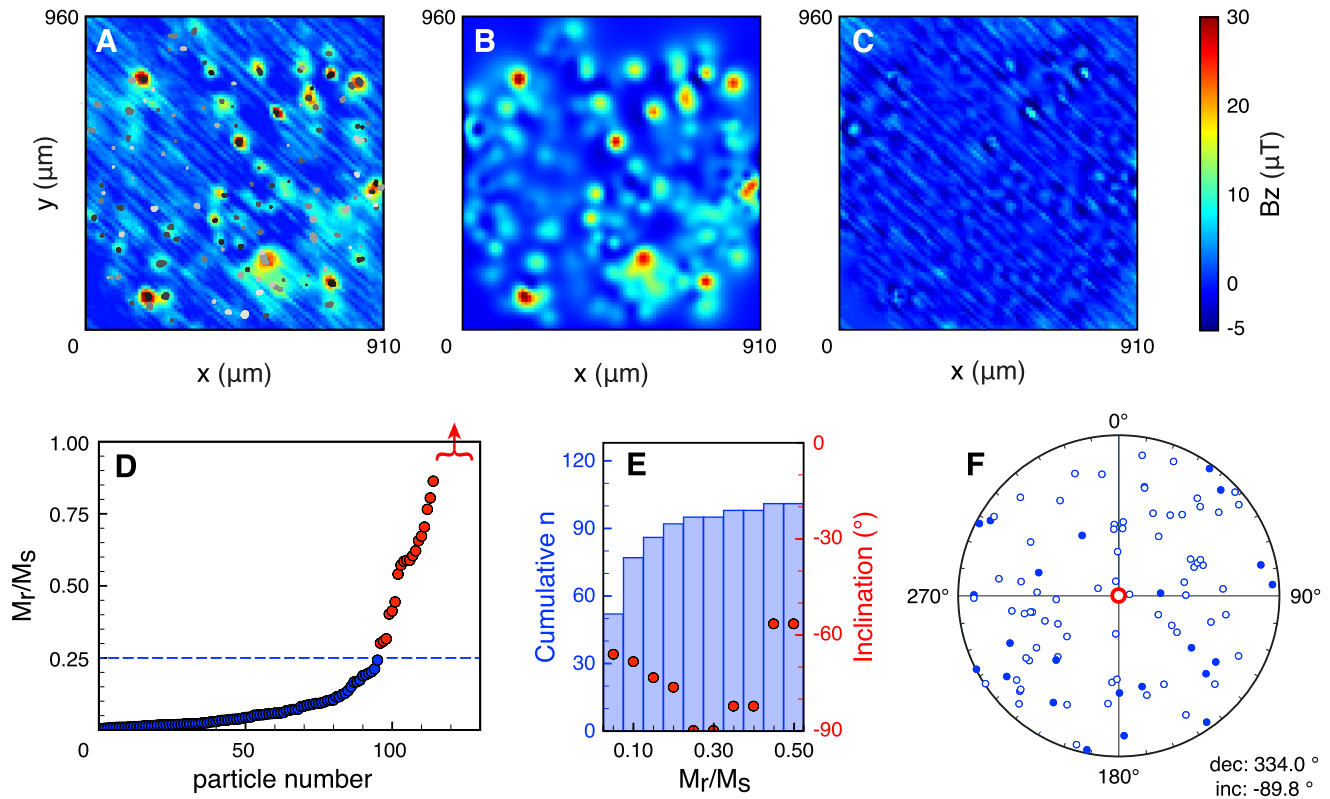 960
A
y (µm)
0
910
x (µm)
960
B
0
910
x (µm)
960
C
0
910
x (µm)
30
20
10
0
-5
Bz (µT)
D
1.00
0.75
0.50
0.25
0
50
100
Mr/Ms
particle number
E
120
90
60
30
0
Cumulative n
0
-30
-60
-90
Inclination (°)
0.10
0.30
0.50
Mr/Ms
F
0°
270°
90°
180°
dec: 334.0 °
inc: -89.8 °